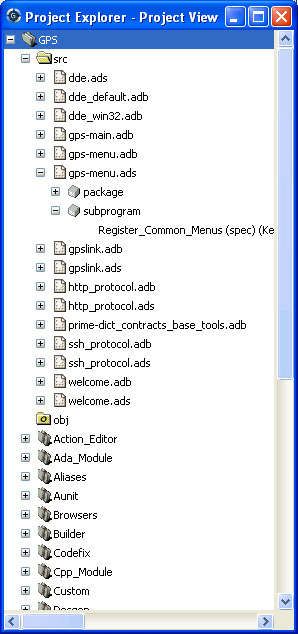 Project Explorer - Project View
GPS
src
dde.ads
dde_default.adb
dde_win32.adb
gps-main.adb
gps-menu.adb
gps-menu.ads
package
subprogram
Register_Common_Menus (spec) (Ke
gpslink.adb
gpslink.ads
http_protocol.adb
http_protocol.ads
prime-dict_contracts_base_tools.adb
ssh_protocol.adb
ssh_protocol.ads
welcome.adb
welcome.ads
obj
Action_Editor
Ada_Module
Aliases
Aunit
Browsers
Builder
Codefix
Cpp_Module
Custom